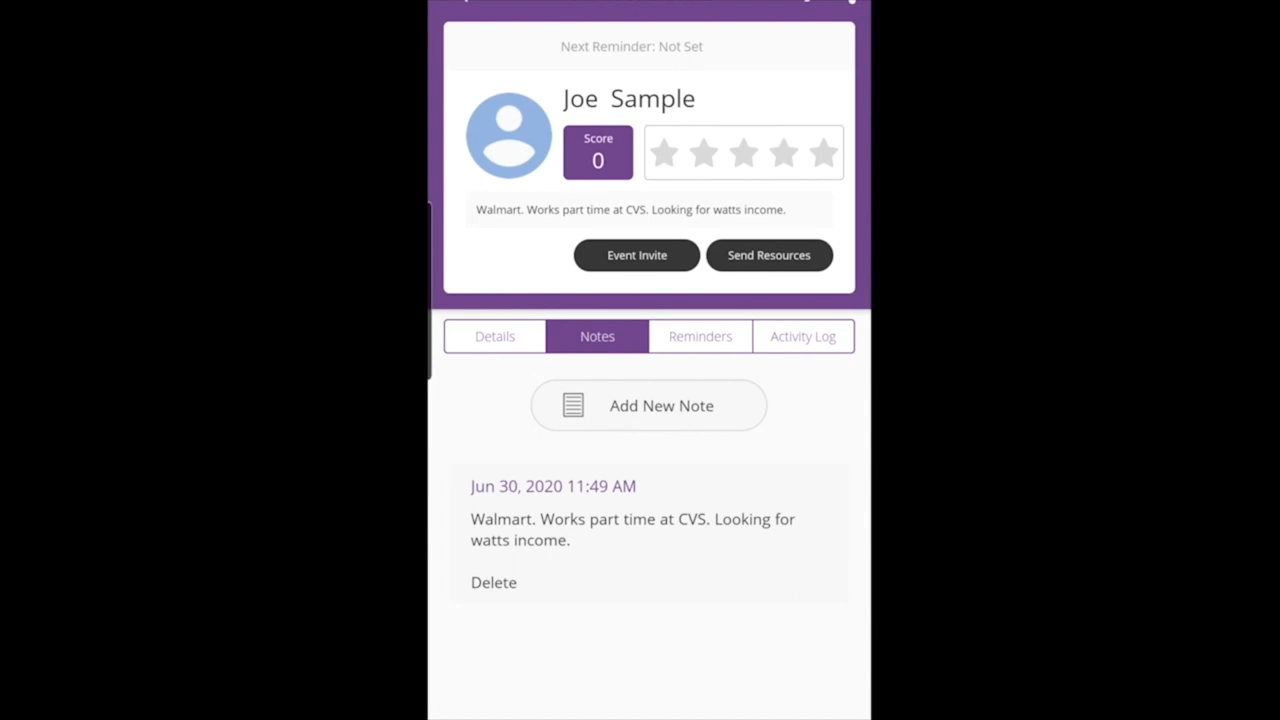 Next Reminder: Not Set
Joe Sample
Score
0
Walmart. Works part time at CVS. Looking for watts income.
Event Invite
Send Resources
Details
Notes
Reminders
Activity Log
Add New Note
Jun 30, 2020 11:49 AM
Walmart. Works part time at CVS. Looking for
watts income.
Delete